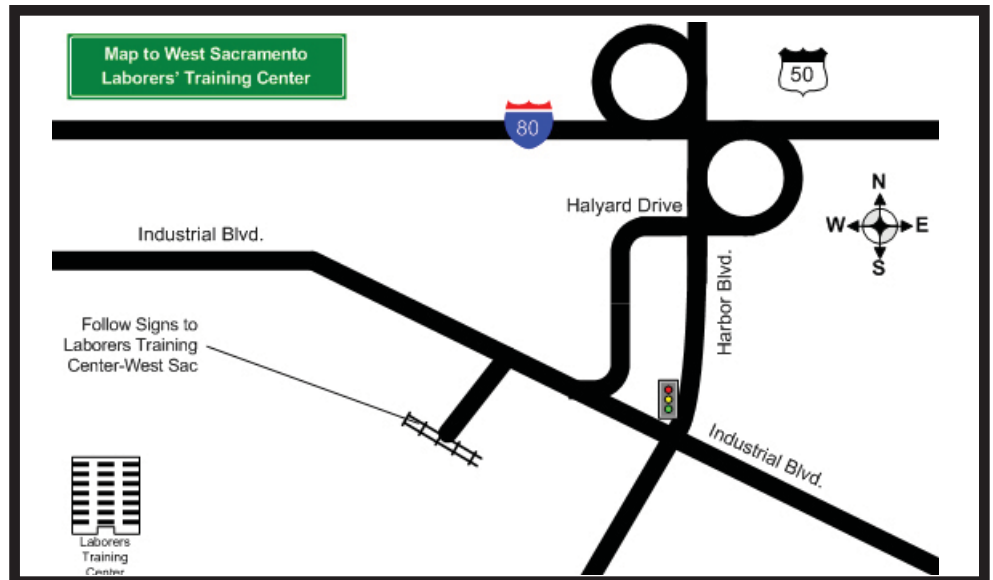 Map to West Sacramento
Laborers' Training Center
50
80
N
W
E
S
Halyard Drive
Industrial Blvd.
Harbor Blvd.
Follow Signs to
Laborers Training
Center-West Sac
Industrial Blvd.
Laborers
Training
Center